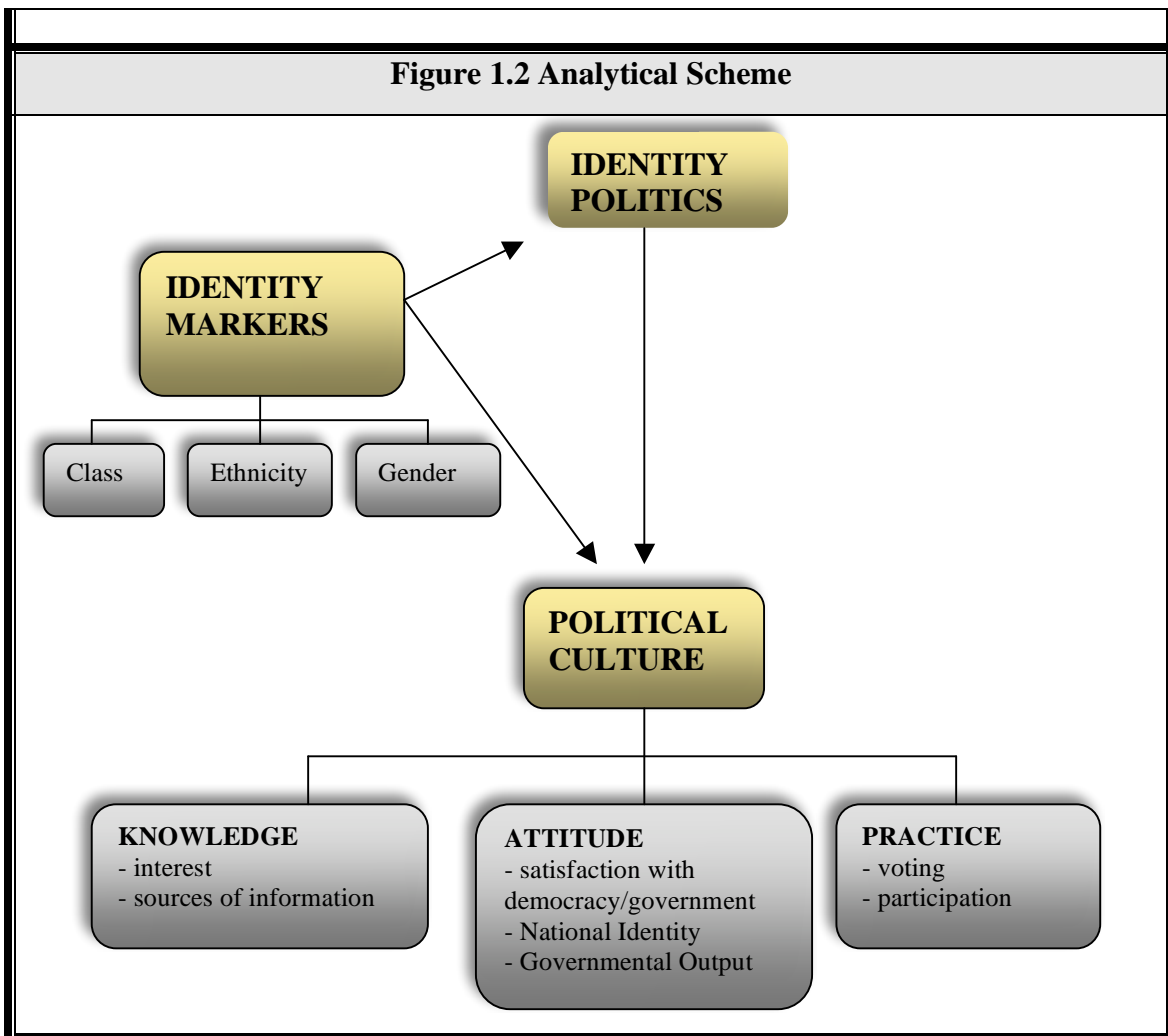 Figure 1.2 Analytical Scheme
IDENTITY
POLITICS
IDENTITY
MARKERS
Class
Ethnicity
Gender
POLITICAL
CULTURE
KNOWLEDGE
- interest
- sources of information
ATTITUDE
- satisfaction with
democracy/government
- National Identity
- Governmental Output
PRACTICE
- voting
- participation